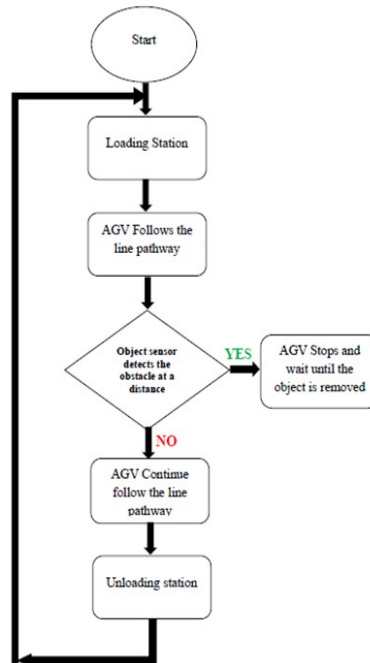 Start
Loading Station
AGV Follows the
line pathway
Object sensor
detects the
obstacle at a
distance
YES
AGV Stops and
wait until the
object is removed
NO
AGV Continue
follow the line
pathway
Unloading station